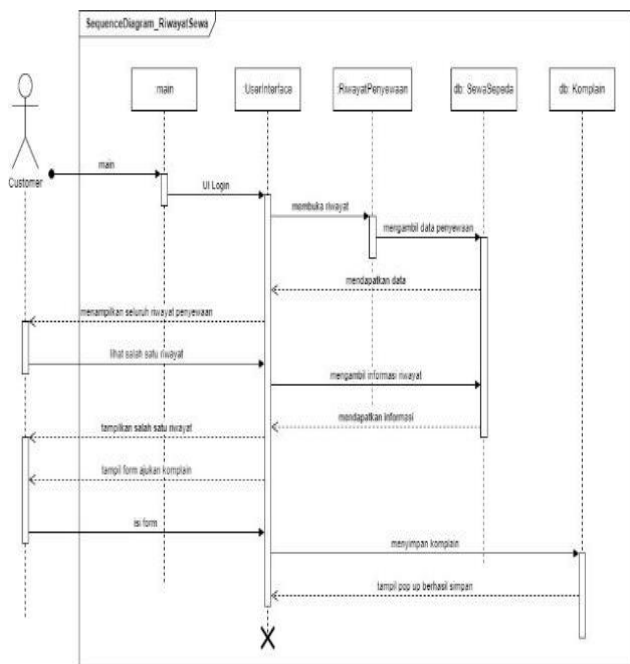 SequenceDiagram_RiwayatSewa
main
:UserInterface
:RiwayatPenyewaan
db: SewaSepeda
db: Komplain
Customer
main
UI Login
membuka riwayat
mengambil data penyewaan
mendapatkan data
menampilkan seluruh riwayat penyewaan
lihat salah satu riwayat
mengambil informasi riwayat
mendapatkan informasi
tampilkan salah satu riwayat
tampil form ajukan komplain
isi form
menyimpan komplain
tampil pop up berhasil simpan